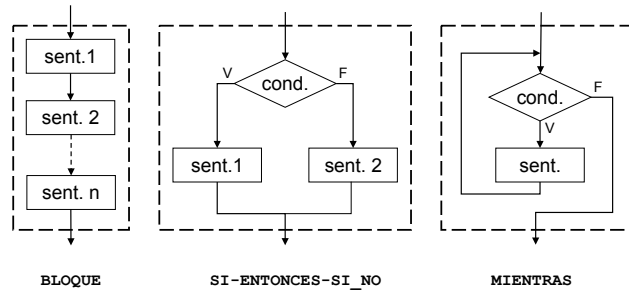 sent.1
sent. 2
sent. n
BLOQUE
V
F
cond.
sent.1
sent. 2
SI-ENTONCES-SI_NO
cond.
F
V
sent.
MIENTRAS